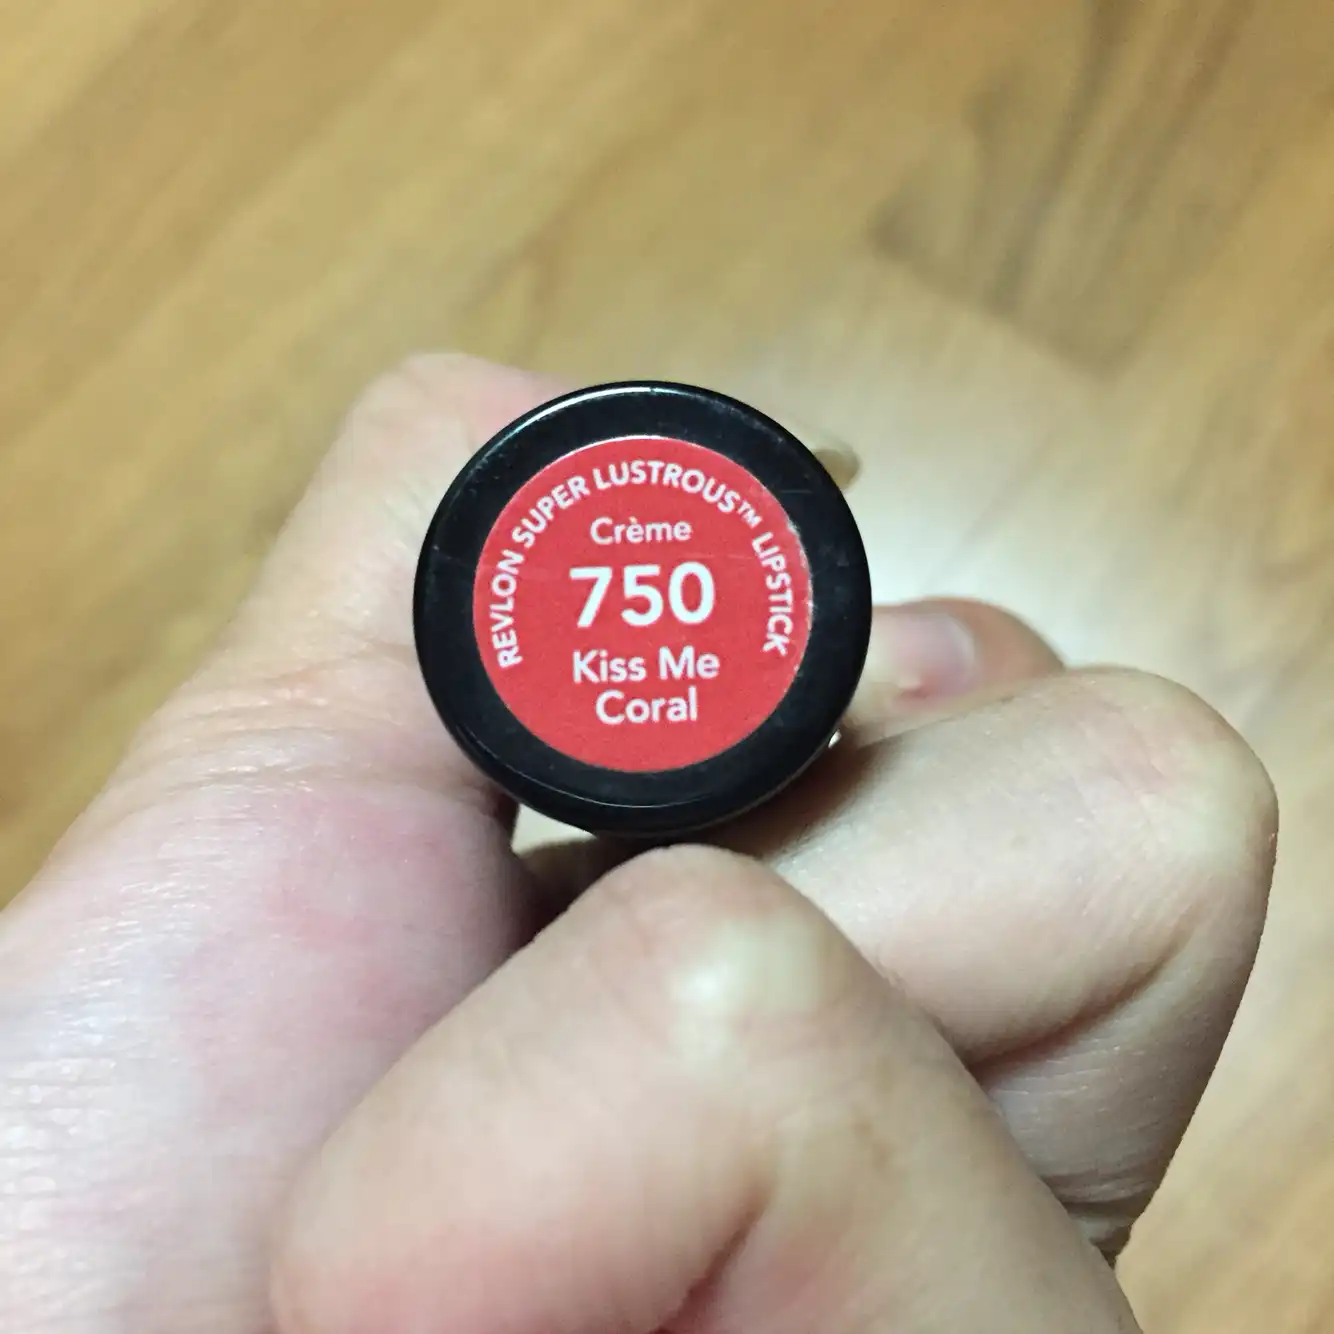 REVLON SUPER LUSTROUS™ LIPSTICK
Crème
750
Kiss Me
Coral